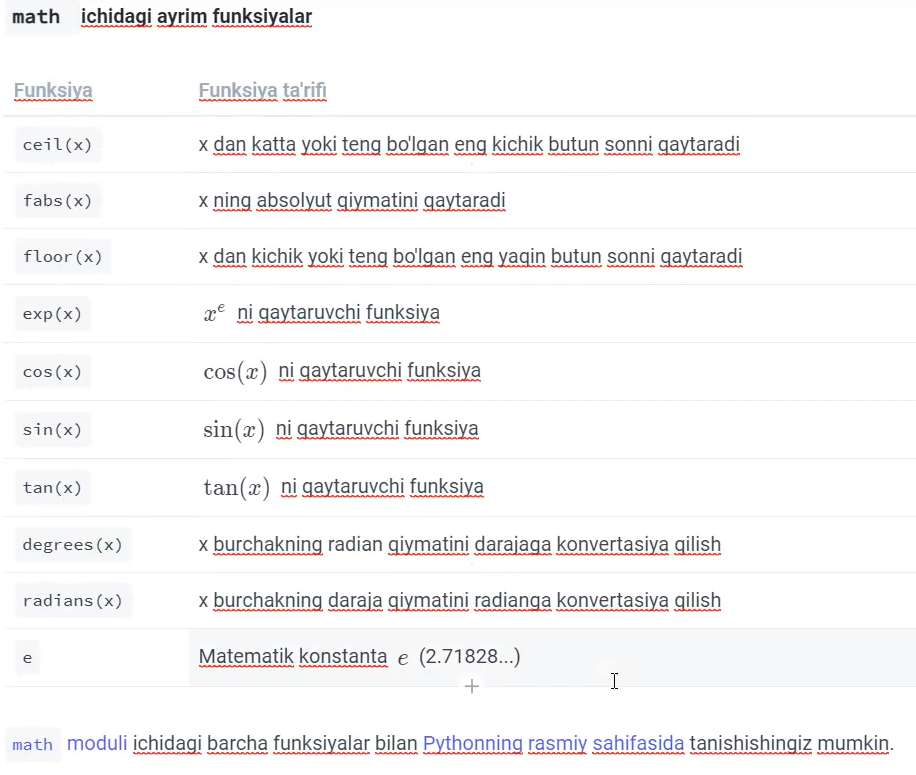 math ichidagi ayrim funksiyalar
Funksiya Funksiya ta'rifi
ceil(x) x dan katta yoki teng bo'lgan eng kichik butun sonni qaytaradi
fabs(x) x ning absolyut qiymatini qaytaradi
floor(x) x dan kichik yoki teng bo'lgan eng yaqin butun sonni qaytaradi
exp(x) xᵉ ni qaytaruvchi funksiya
cos(x) cos(x) ni qaytaruvchi funksiya
sin(x) sin(x) ni qaytaruvchi funksiya
tan(x) tan(x) ni qaytaruvchi funksiya
degrees(x) x burchakning radian qiymatini darajaga konvertasiya qilish
radians(x) x burchakning daraja qiymatini radianga konvertasiya qilish
e Matematik konstanta e (2.71828...)
math moduli ichidagi barcha funksiyalar bilan Pythonning rasmiy sahifasida tanishishingiz mumkin.